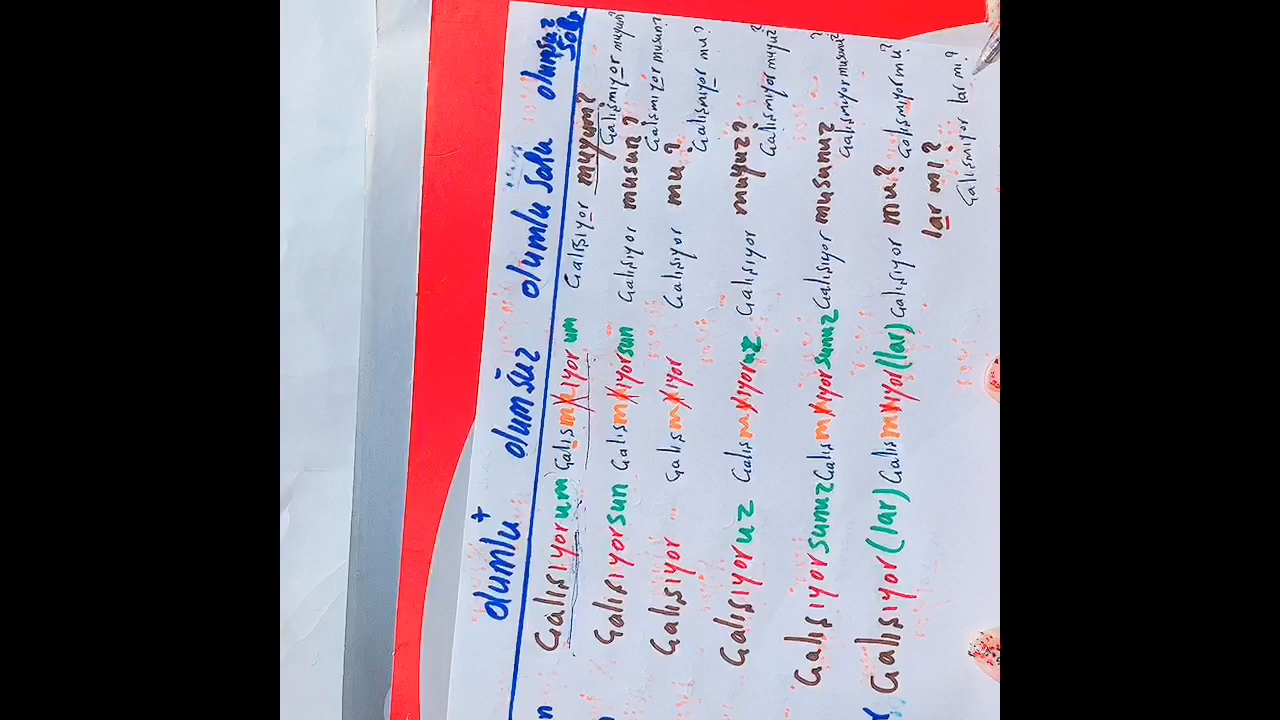 olumlu + olumsuz olumlu soru olumsuz soru
Çalışıyorum Çalışmıyorum Çalışıyor muyum? Çalışmıyor muyum?
Çalışıyorsun Çalışmıyorsun Çalışıyor musun? Çalışmıyor musun?
Çalışıyor Çalışmıyor Çalışıyor mu? Çalışmıyor mu?
Çalışıyoruz Çalışmıyoruz Çalışıyor muyuz? Çalışmıyor muyuz?
Çalışıyorsunuz Çalışmıyorsunuz Çalışıyor musunuz Çalışmıyor musunuz?
Çalışıyor(lar) Çalışmıyor(lar) Çalışıyor mu? Çalışmıyor mu?
lar mı? Çalışmıyor lar mı?